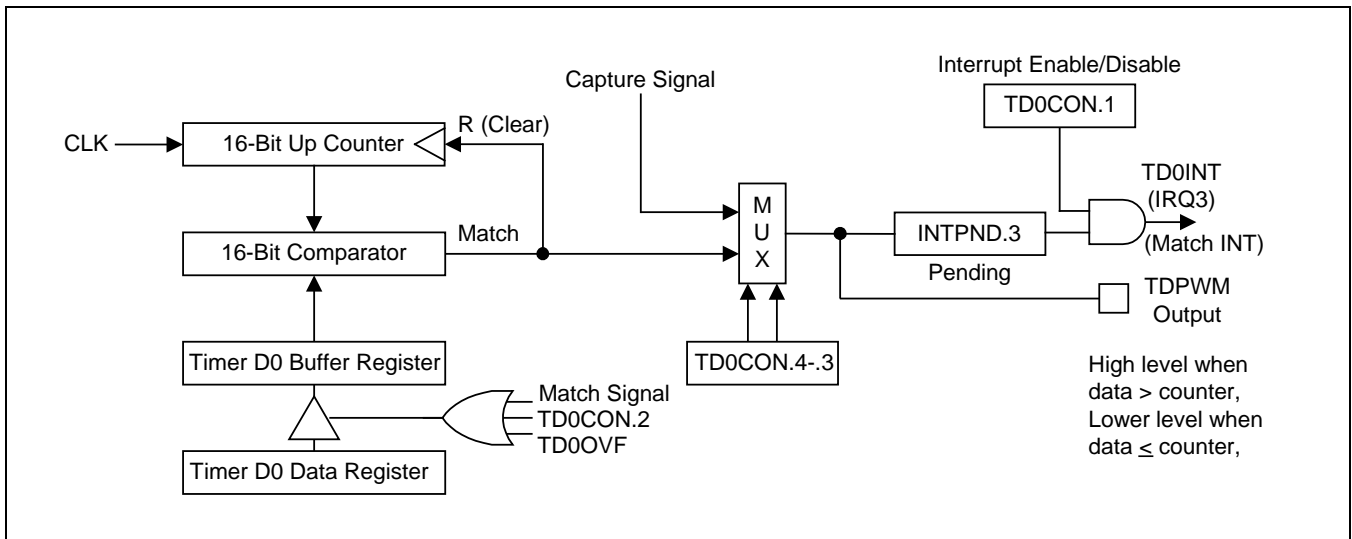 Interrupt Enable/Disable
Capture Signal
TD0CON.1
R (Clear)
CLK
16-Bit Up Counter
TD0INT
(IRQ3)
(Match INT)
M
U
X
Match
16-Bit Comparator
INTPND.3
Pending
TDPWM
Output
Timer D0 Buffer Register
TD0CON.4-.3
High level when
data > counter,
Lower level when
data ≤ counter,
Match Signal
TD0CON.2
TD0OVF
Timer D0 Data Register